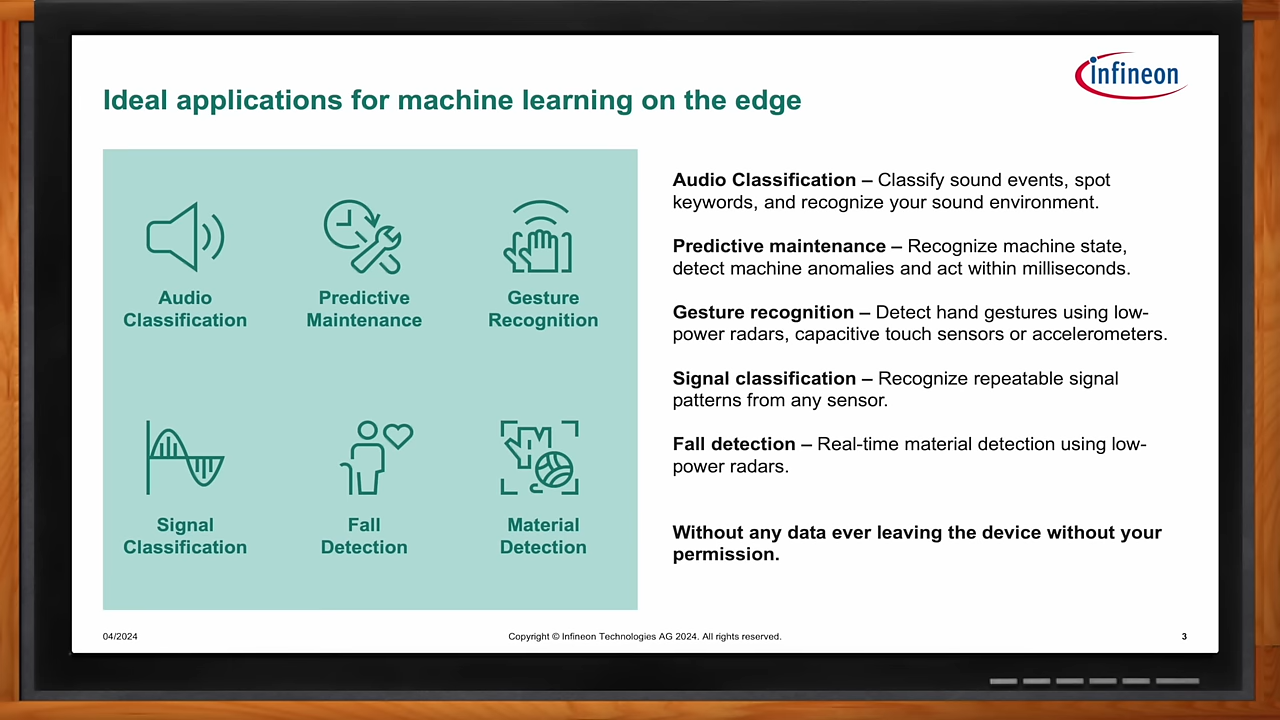 infineon
Ideal applications for machine learning on the edge
Audio
Classification
Predictive
Maintenance
Gesture
Recognition
Signal
Classification
Fall
Detection
Material
Detection
Audio Classification – Classify sound events, spot
keywords, and recognize your sound environment.
Predictive maintenance – Recognize machine state,
detect machine anomalies and act within milliseconds.
Gesture recognition – Detect hand gestures using low-
power radars, capacitive touch sensors or accelerometers.
Signal classification – Recognize repeatable signal
patterns from any sensor.
Fall detection – Real-time material detection using low-
power radars.
Without any data ever leaving the device without your
permission.
04/2024
Copyright © Infineon Technologies AG 2024. All rights reserved.
3